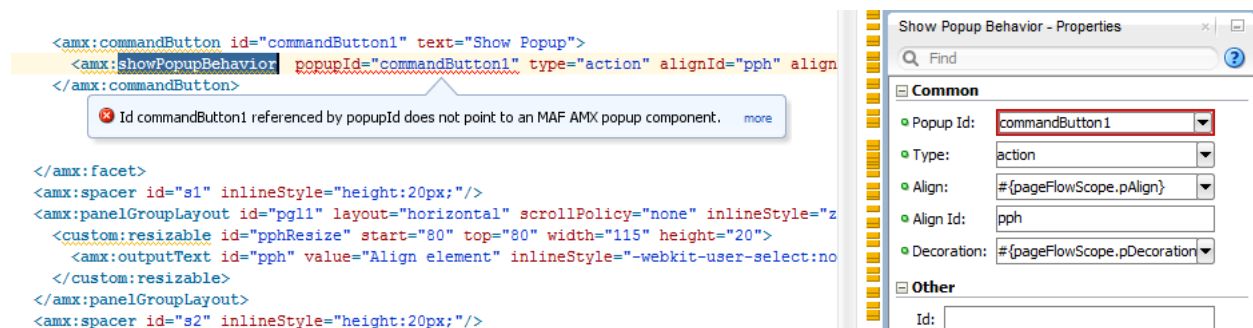 <amx:commandButton id="commandButton1" text="Show Popup">
<amx:showPopupBehavior popupId="commandButton1" type="action" alignId="pph" align
</amx:commandButton>
Id commandButton1 referenced by popupId does not point to an MAF AMX popup component. more
</amx:facet>
<amx:spacer id="s1" inlineStyle="height:20px;"/>
<amx:panelGroupLayout id="pgl1" layout="horizontal" scrollPolicy="none" inlineStyle="z
<custom:resizable id="pphResize" start="80" top="80" width="115" height="20">
<amx:outputText id="pph" value="Align element" inlineStyle="-webkit-user-select:no
</custom:resizable>
</amx:panelGroupLayout>
<amx:spacer id="s2" inlineStyle="height:20px;"/>
Show Popup Behavior - Properties
Find
?
Common
Popup Id: commandButton1
Type: action
Align: #{pageFlowScope.pAlign}
Align Id: pph
Decoration: #{pageFlowScope.pDecoration
Other
Id: